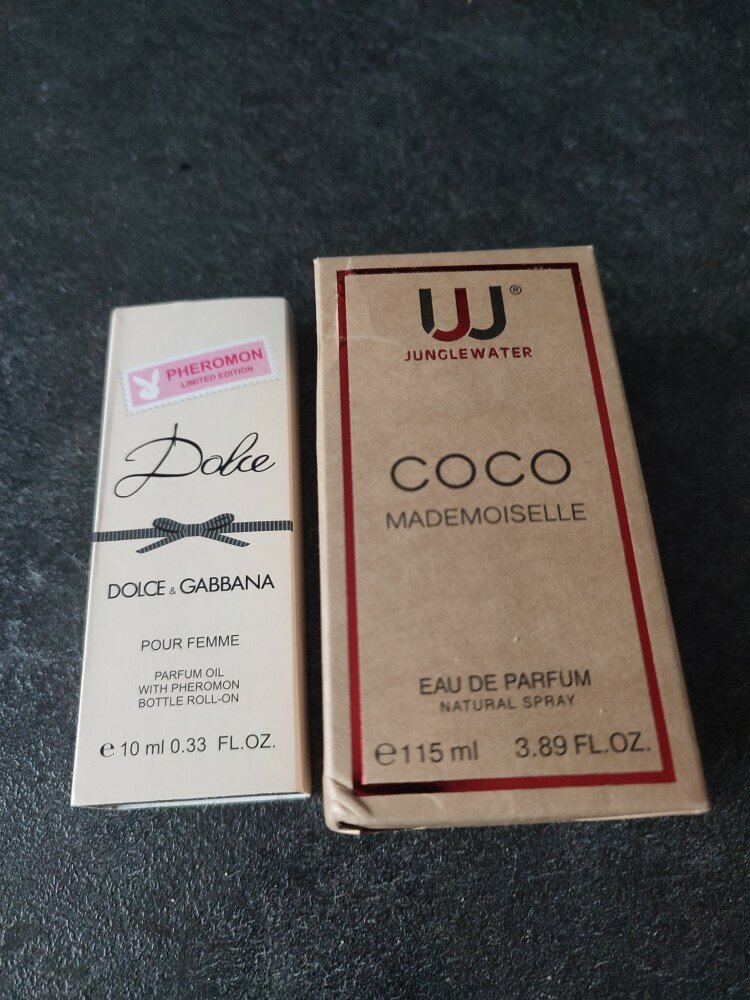 PHEROMON
LIMITED EDITION
Dolce
DOLCE & GABBANA
POUR FEMME
PARFUM OIL
WITH PHEROMON
BOTTLE ROLL-ON
℮ 10 ml 0.33 FL.OZ.
®
JUNGLEWATER
COCO
MADEMOISELLE
EAU DE PARFUM
NATURAL SPRAY
℮115 ml 3.89 FL.OZ.